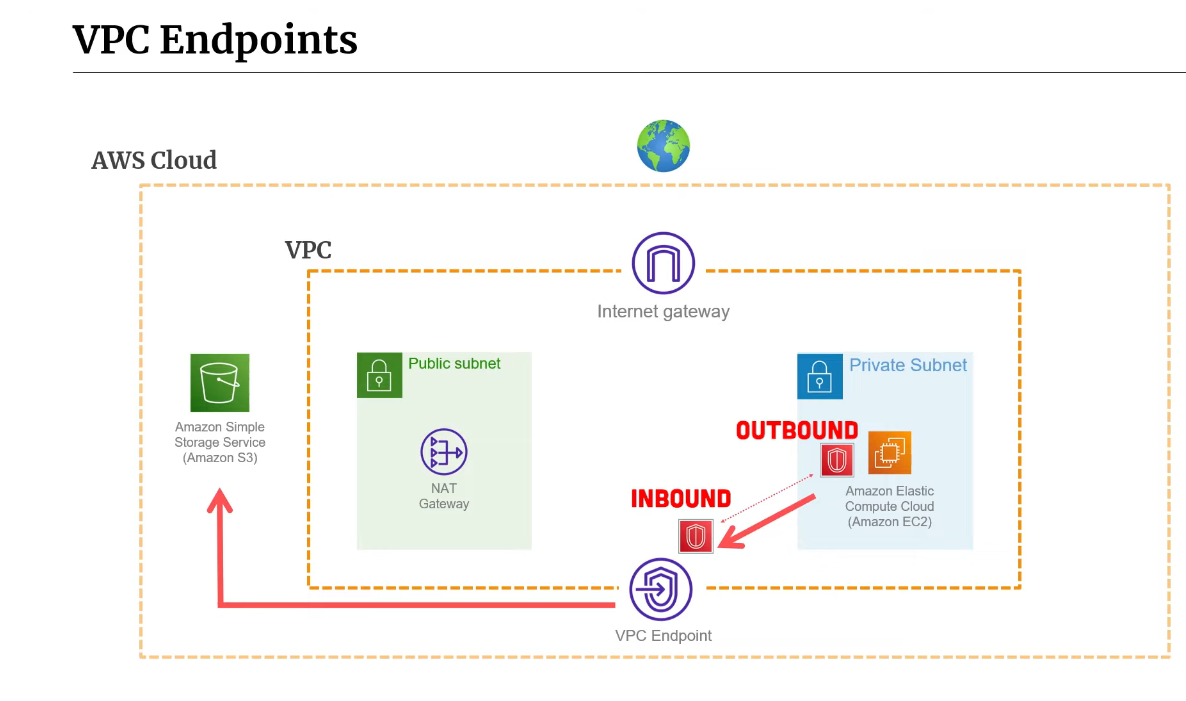 VPC Endpoints
AWS Cloud
VPC
Internet gateway
Public subnet
Private Subnet
Amazon Simple
Storage Service
(Amazon S3)
NAT
Gateway
OUTBOUND
INBOUND
Amazon Elastic
Compute Cloud
(Amazon EC2)
VPC Endpoint